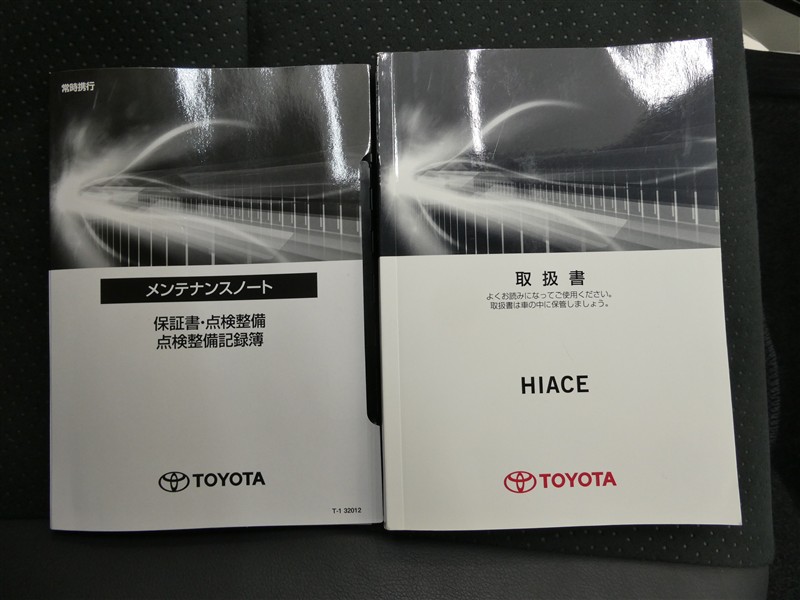 常時携行
メンテナンスノート
保証書・点検整備
点検整備記録簿
TOYOTA
T-1 32012
取扱書
よくお読みになってご使用ください。
取扱書は車の中に保管しましょう。
HIACE
TOYOTA